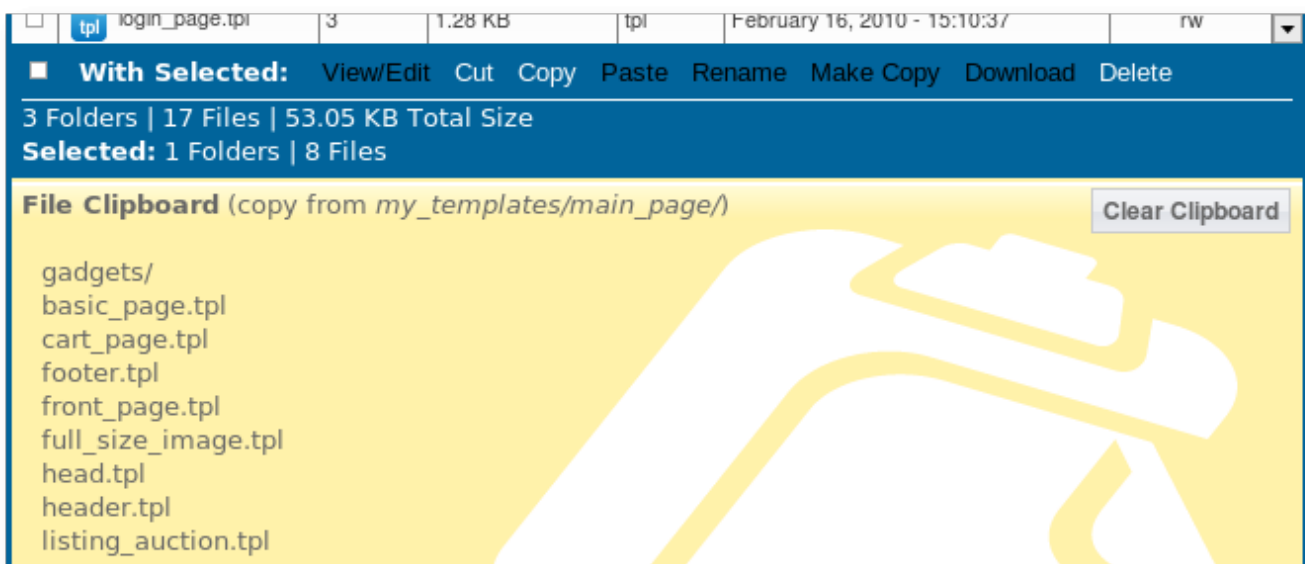 tpl login_page.tpl 3 1.28 KB tpl February 16, 2010 - 15:10:37 rw
With Selected: View/Edit Cut Copy Paste Rename Make Copy Download Delete
3 Folders | 17 Files | 53.05 KB Total Size
Selected: 1 Folders | 8 Files
File Clipboard (copy from my_templates/main_page/) Clear Clipboard
gadgets/
basic_page.tpl
cart_page.tpl
footer.tpl
front_page.tpl
full_size_image.tpl
head.tpl
header.tpl
listing_auction.tpl